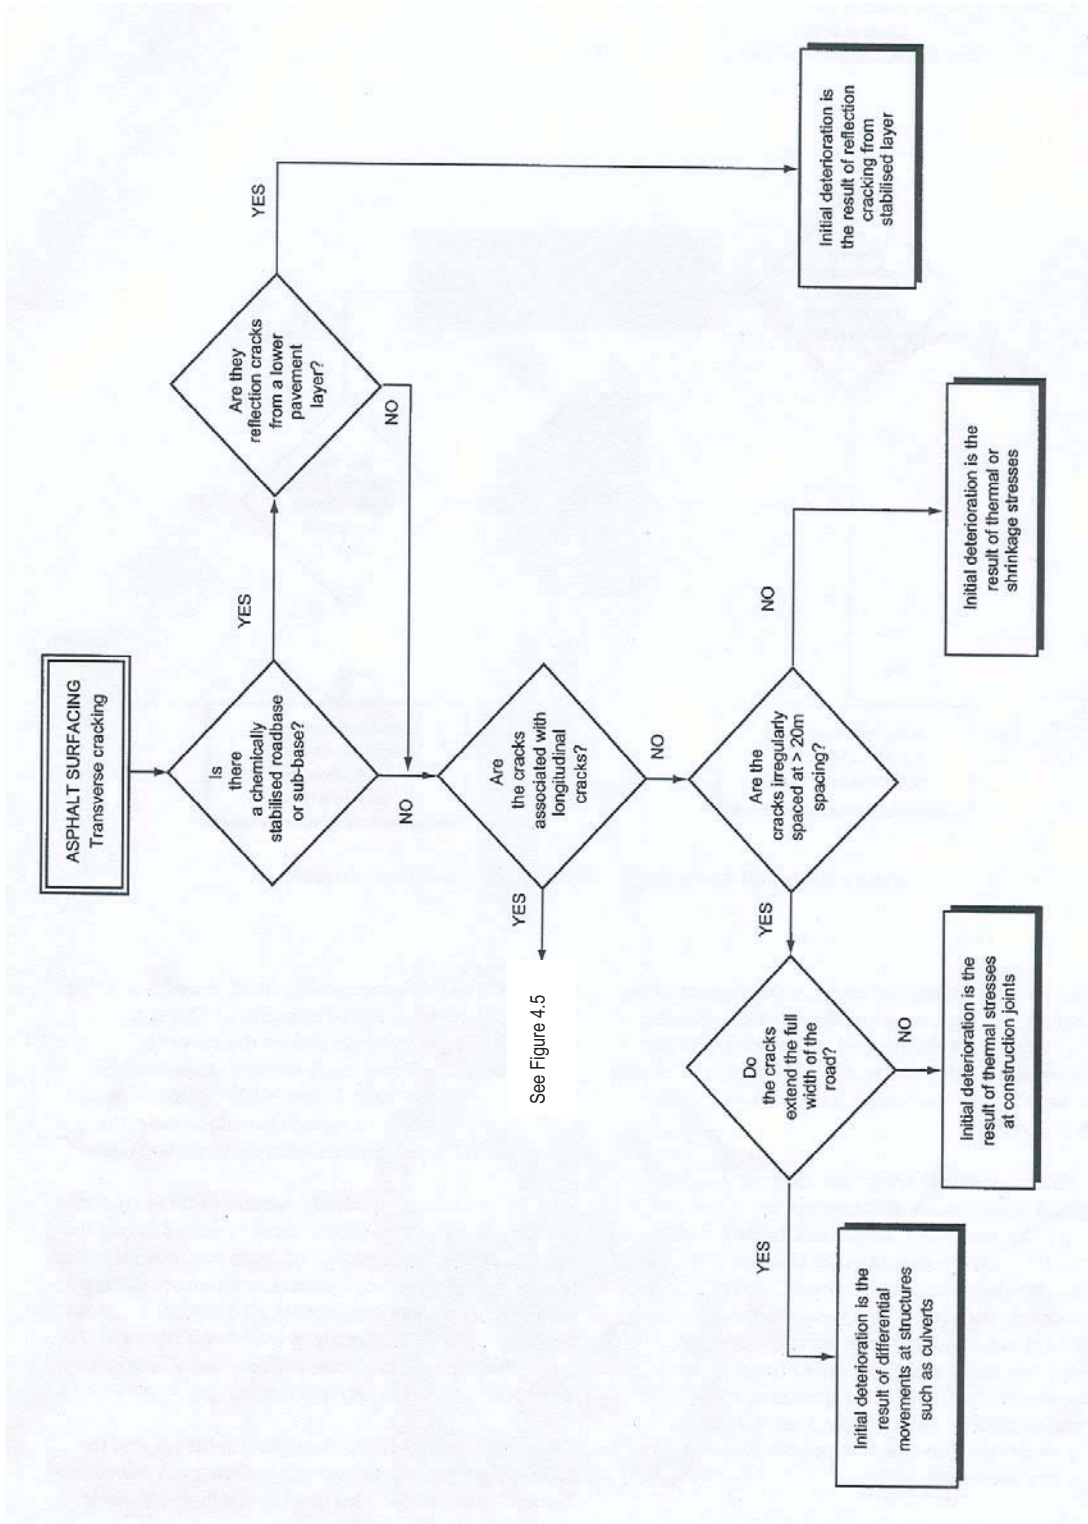 ASPHALT SURFACING
Transverse cracking
Is
there
a chemically
stabilised roadbase
or sub-base?
YES
Are they
reflection cracks
from a lower
pavement
layer?
YES
NO
NO
Are
the cracks
associated with
longitudinal
cracks?
YES
See Figure 4.5
NO
Are the
cracks irregularly
spaced at > 20m
spacing?
YES
NO
Do
the cracks
extend the full
width of the
road?
YES
NO
Initial deterioration is the
result of differential
movements at structures
such as culverts
Initial deterioration is the
result of thermal stresses
at construction joints
Initial deterioration is the
result of thermal or
shrinkage stresses
Initial deterioration is
the result of reflection
cracking from
stabilised layer